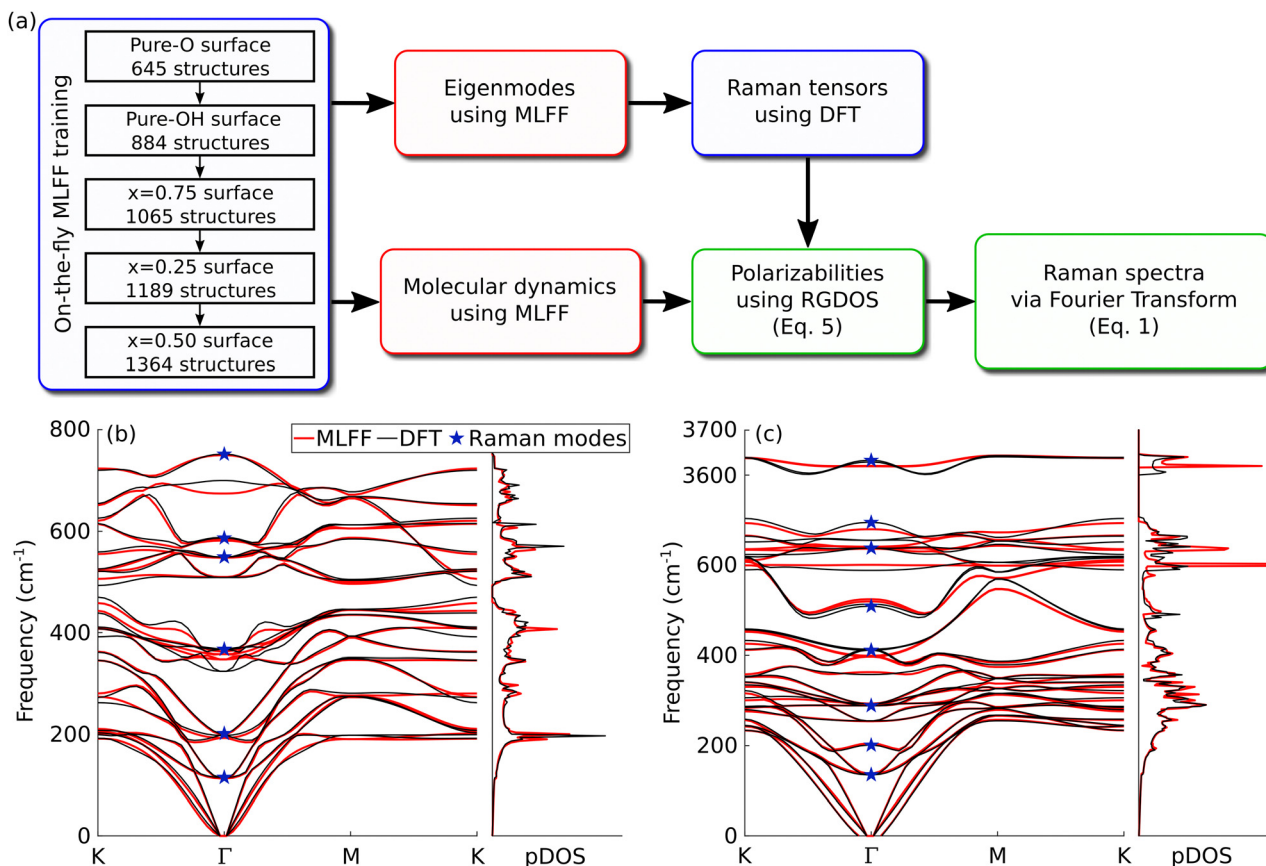 (a)
On-the-fly MLFF training
Pure-O surface
645 structures
Pure-OH surface
884 structures
x=0.75 surface
1065 structures
x=0.25 surface
1189 structures
x=0.50 surface
1364 structures
Eigenmodes
using MLFF
Raman tensors
using DFT
Molecular dynamics
using MLFF
Polarizabilities
using RGDOS
(Eq. 5)
Raman spectra
via Fourier Transform
(Eq. 1)
(b)
MLFF DFT Raman modes
Frequency (cm⁻¹)
800
600
400
200
0
K Γ M K pDOS
(c)
Frequency (cm⁻¹)
3700
3600
600
400
200
0
K Γ M K pDOS